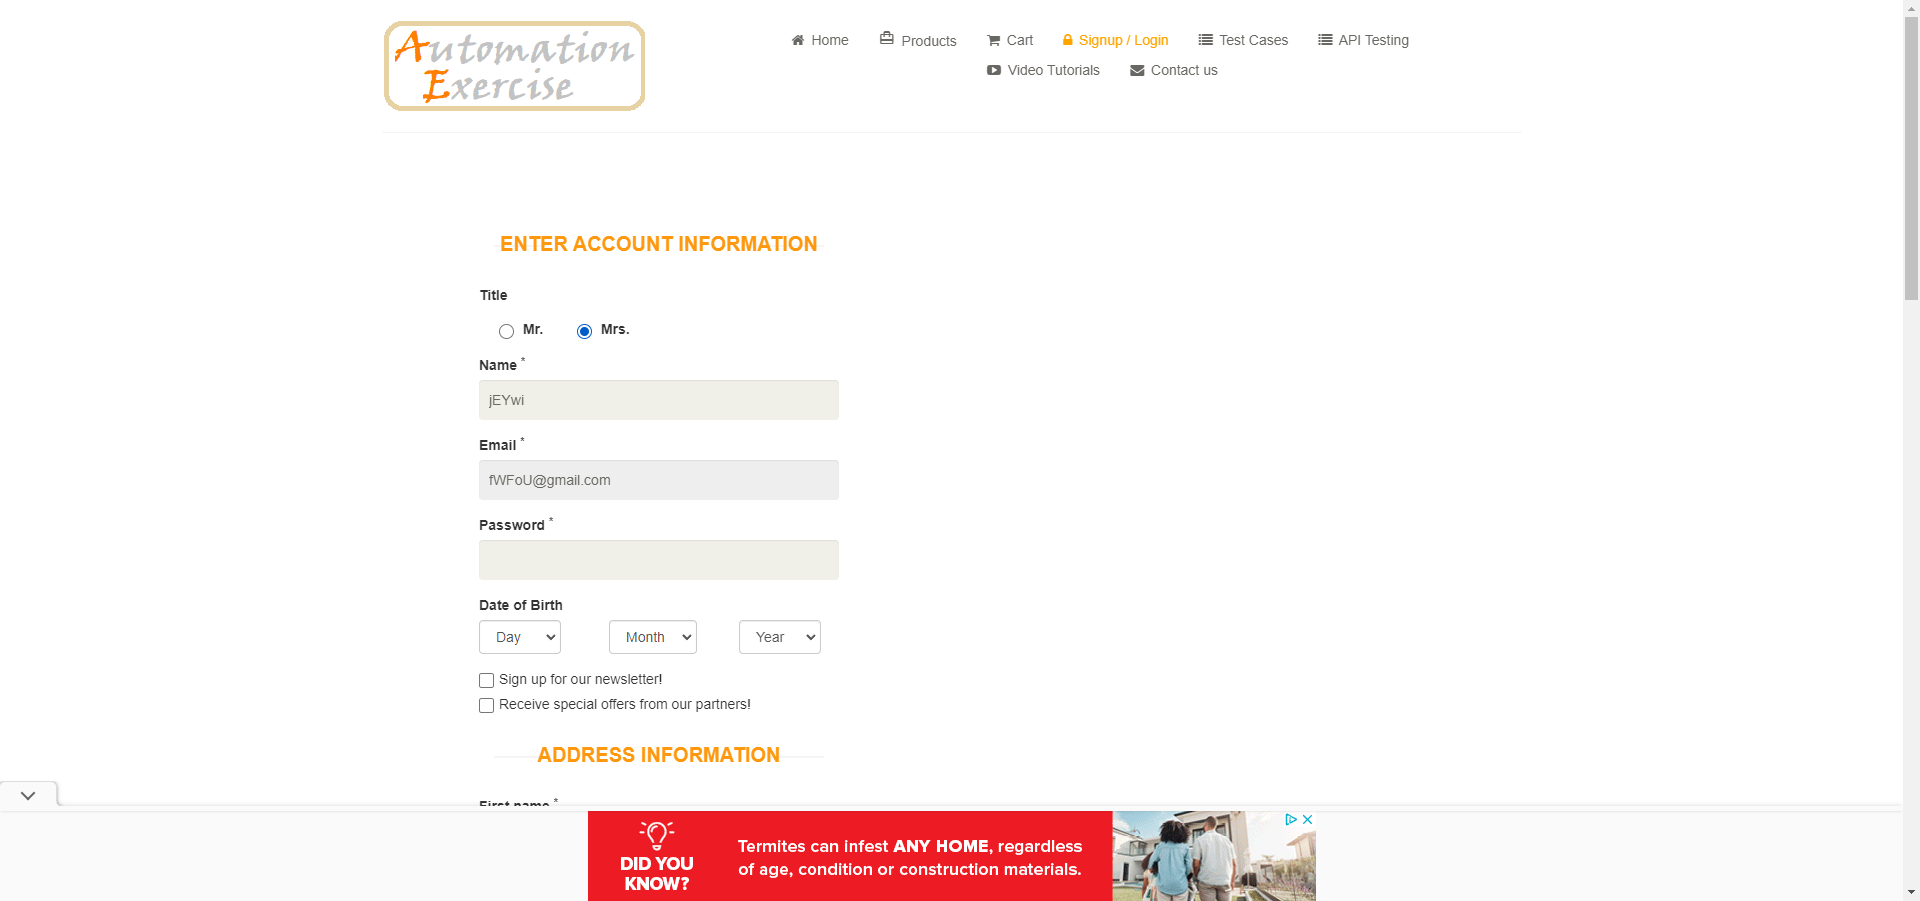 Automation
Exercise
Home
Products
Cart
Signup / Login
Test Cases
API Testing
Video Tutorials
Contact us
ENTER ACCOUNT INFORMATION
Title
Mr.
Mrs.
Name *
jEYwi
Email *
fWFoU@gmail.com
Password *
Date of Birth
Day
Month
Year
Sign up for our newsletter!
Receive special offers from our partners!
ADDRESS INFORMATION
First name *
DID YOU
KNOW?
Termites can infest ANY HOME, regardless
of age, condition or construction materials.